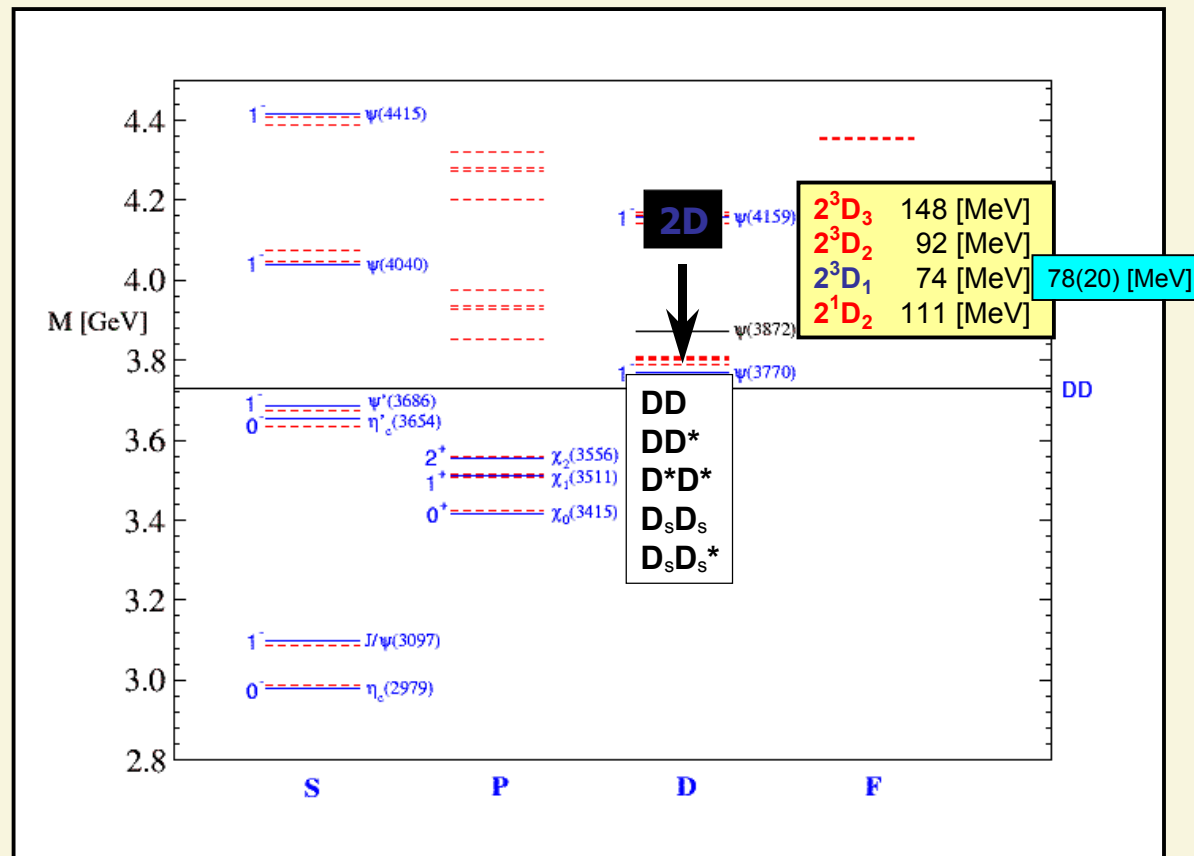 M [GeV]
4.4
4.2
4.0
3.8
3.6
3.4
3.2
3.0
2.8
1⁻ ψ(4415)
1⁻ ψ(4040)
1⁻ ψ'(3686)
0⁻ η'c(3654)
1⁻ J/ψ(3097)
0⁻ ηc(2979)
2⁺ χ2(3556)
1⁺ χ1(3511)
0⁺ χ0(3415)
1⁻ 2D ψ(4159)
ψ(3872)
1⁻ ψ(3770)
DD
DD
DD*
D*D*
DsDs
DsDs*
2³D₃ 148 [MeV]
2³D₂ 92 [MeV]
2³D₁ 74 [MeV] 78(20) [MeV]
2¹D₂ 111 [MeV]
S P D F